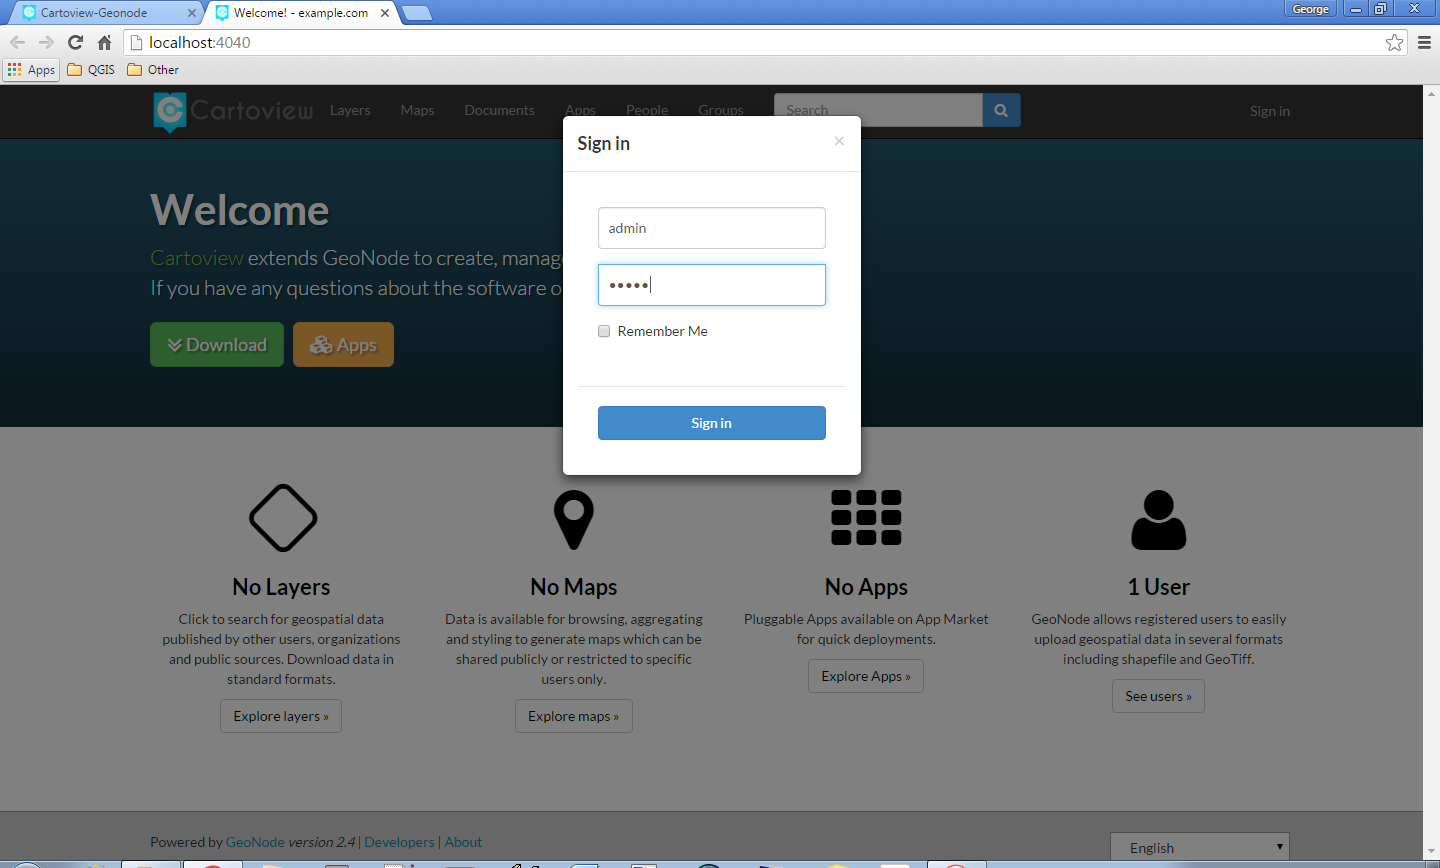 Cartoview-Geonode
Welcome! - example.com
George
localhost:4040
Apps
QGIS
Other
Cartoview
Layers
Maps
Documents
Apps
People
Groups
Search
Sign in
Sign in
×
admin
•••••
Remember Me
Sign in
Welcome
Cartoview extends GeoNode to create, manag
If you have any questions about the software o
Download
Apps
No Layers
Click to search for geospatial data
published by other users, organizations
and public sources. Download data in
standard formats.
Explore layers »
No Maps
Data is available for browsing, aggregating
and styling to generate maps which can be
shared publicly or restricted to specific
users only.
Explore maps »
No Apps
Pluggable Apps available on App Market
for quick deployments.
Explore Apps »
1 User
GeoNode allows registered users to easily
upload geospatial data in several formats
including shapefile and GeoTiff.
See users »
Powered by GeoNode version 2.4 | Developers | About
English